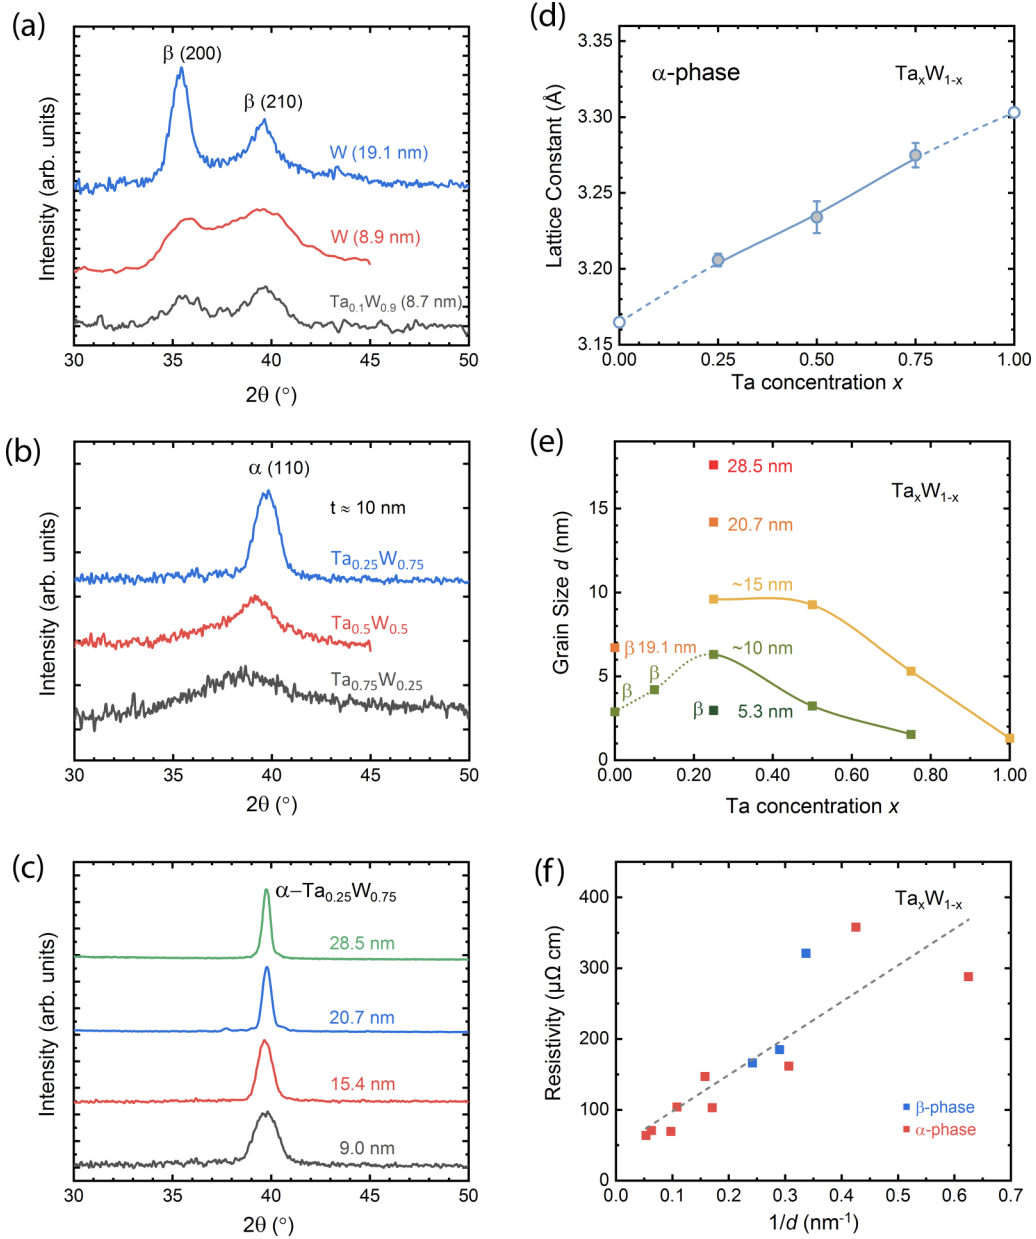 (a)
β (200)
β (210)
W (19.1 nm)
W (8.9 nm)
Ta0.1W0.9 (8.7 nm)
Intensity (arb. units)
30 35 40 45 50
2θ (°)
(b)
α (110)
t ≈ 10 nm
Ta0.25W0.75
Ta0.5W0.5
Ta0.75W0.25
Intensity (arb. units)
30 35 40 45 50
2θ (°)
(c)
α–Ta0.25W0.75
28.5 nm
20.7 nm
15.4 nm
9.0 nm
Intensity (arb. units)
30 35 40 45 50
2θ (°)
(d)
α-phase
TaxW1-x
Lattice Constant (Å)
3.35
3.30
3.25
3.20
3.15
0.00 0.25 0.50 0.75 1.00
Ta concentration x
(e)
28.5 nm
TaxW1-x
20.7 nm
~15 nm
β 19.1 nm
~10 nm
β
β
β 5.3 nm
Grain Size d (nm)
15
10
5
0
0.00 0.20 0.40 0.60 0.80 1.00
Ta concentration x
(f)
TaxW1-x
β-phase
α-phase
Resistivity (μΩ cm)
400
300
200
100
0
0.0 0.1 0.2 0.3 0.4 0.5 0.6 0.7
1/d (nm-1)